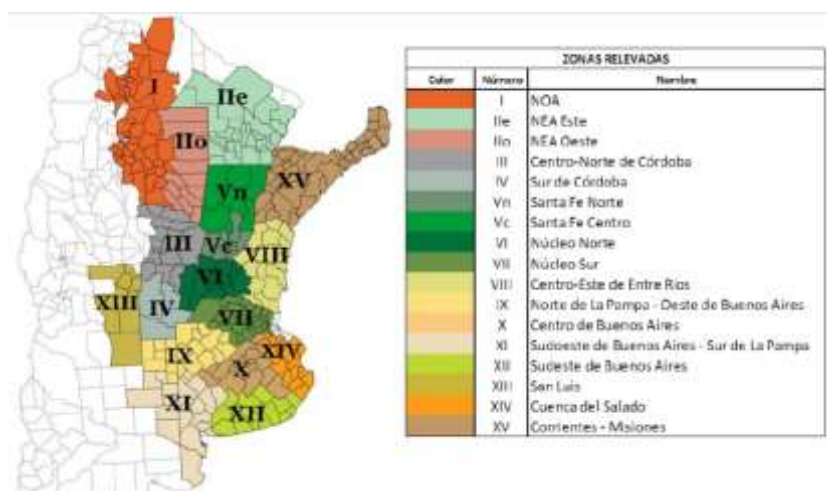 I
IIe
IIo
XV
Vn
III
Vc
VIII
VI
XIII
IV
VII
IX
XIV
X
XI
XII
ZONAS RELEVADAS
Color Número Nombre
I NOA
IIe NEA Este
IIo NEA Oeste
III Centro-Norte de Córdoba
IV Sur de Córdoba
Vn Santa Fe Norte
Vc Santa Fe Centro
VI Núcleo Norte
VII Núcleo Sur
VIII Centro-Este de Entre Ríos
IX Norte de La Pampa - Oeste de Buenos Aires
X Centro de Buenos Aires
XI Sudoeste de Buenos Aires - Sur de La Pampa
XII Sudeste de Buenos Aires
XIII San Luis
XIV Cuenca del Salado
XV Corrientes - Misiones